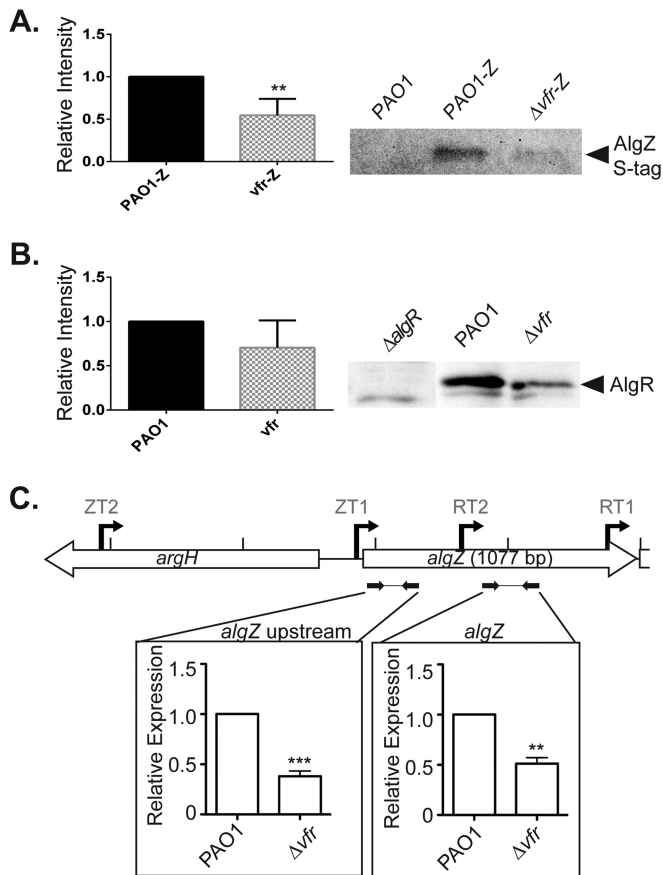 A.
Relative Intensity
1.5
1.0
0.5
0.0
PAO1-Z
vfr-Z
**
PAO1
PAO1-Z
Δvfr-Z
AlgZ
S-tag
B.
Relative Intensity
1.5
1.0
0.5
0.0
PAO1
vfr
ΔalgR
PAO1
Δvfr
AlgR
C.
ZT2
ZT1
RT2
RT1
argH
algZ (1077 bp)
algZ upstream
Relative Expression
1.5
1.0
0.5
0
PAO1
Δvfr
***
algZ
Relative Expression
1.5
1.0
0.5
0
PAO1
Δvfr
**